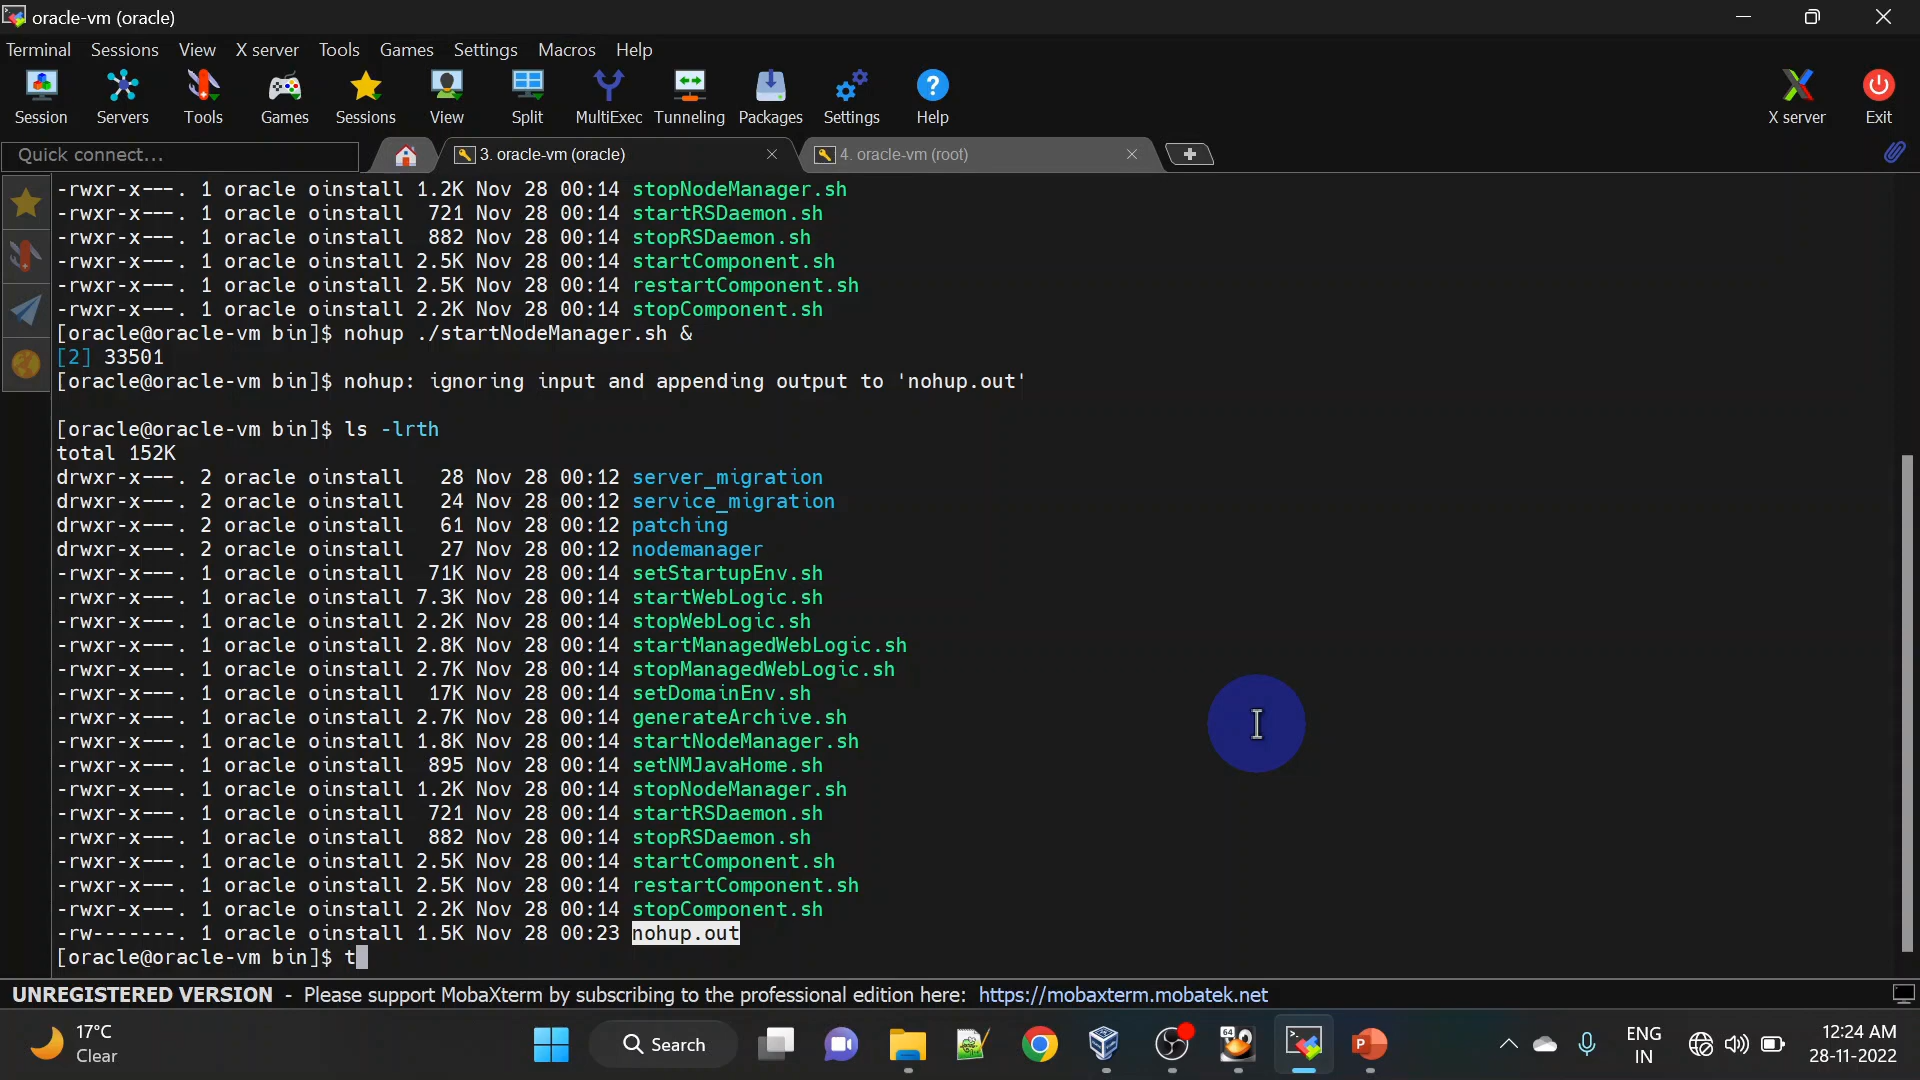 oracle-vm (oracle)
Terminal Sessions View X server Tools Games Settings Macros Help
Session Servers Tools Games Sessions View Split MultiExec Tunneling Packages Settings Help X server Exit
Quick connect... 3. oracle-vm (oracle) 4. oracle-vm (root)
-rwxr-x---. 1 oracle oinstall 1.2K Nov 28 00:14 stopNodeManager.sh
-rwxr-x---. 1 oracle oinstall 721 Nov 28 00:14 startRSDaemon.sh
-rwxr-x---. 1 oracle oinstall 882 Nov 28 00:14 stopRSDaemon.sh
-rwxr-x---. 1 oracle oinstall 2.5K Nov 28 00:14 startComponent.sh
-rwxr-x---. 1 oracle oinstall 2.5K Nov 28 00:14 restartComponent.sh
-rwxr-x---. 1 oracle oinstall 2.2K Nov 28 00:14 stopComponent.sh
[oracle@oracle-vm bin]$ nohup ./startNodeManager.sh &
[2] 33501
[oracle@oracle-vm bin]$ nohup: ignoring input and appending output to 'nohup.out'
[oracle@oracle-vm bin]$ ls -lrth
total 152K
drwxr-x---. 2 oracle oinstall 28 Nov 28 00:12 server_migration
drwxr-x---. 2 oracle oinstall 24 Nov 28 00:12 service_migration
drwxr-x---. 2 oracle oinstall 61 Nov 28 00:12 patching
drwxr-x---. 2 oracle oinstall 27 Nov 28 00:12 nodemanager
-rwxr-x---. 1 oracle oinstall 71K Nov 28 00:14 setStartupEnv.sh
-rwxr-x---. 1 oracle oinstall 7.3K Nov 28 00:14 startWebLogic.sh
-rwxr-x---. 1 oracle oinstall 2.2K Nov 28 00:14 stopWebLogic.sh
-rwxr-x---. 1 oracle oinstall 2.8K Nov 28 00:14 startManagedWebLogic.sh
-rwxr-x---. 1 oracle oinstall 2.7K Nov 28 00:14 stopManagedWebLogic.sh
-rwxr-x---. 1 oracle oinstall 17K Nov 28 00:14 setDomainEnv.sh
-rwxr-x---. 1 oracle oinstall 2.7K Nov 28 00:14 generateArchive.sh
-rwxr-x---. 1 oracle oinstall 1.8K Nov 28 00:14 startNodeManager.sh
-rwxr-x---. 1 oracle oinstall 895 Nov 28 00:14 setNMJavaHome.sh
-rwxr-x---. 1 oracle oinstall 1.2K Nov 28 00:14 stopNodeManager.sh
-rwxr-x---. 1 oracle oinstall 721 Nov 28 00:14 startRSDaemon.sh
-rwxr-x---. 1 oracle oinstall 882 Nov 28 00:14 stopRSDaemon.sh
-rwxr-x---. 1 oracle oinstall 2.5K Nov 28 00:14 startComponent.sh
-rwxr-x---. 1 oracle oinstall 2.5K Nov 28 00:14 restartComponent.sh
-rwxr-x---. 1 oracle oinstall 2.2K Nov 28 00:14 stopComponent.sh
-rw-------. 1 oracle oinstall 1.5K Nov 28 00:23 nohup.out
[oracle@oracle-vm bin]$ t
UNREGISTERED VERSION - Please support MobaXterm by subscribing to the professional edition here: https://mobaxterm.mobatek.net
17°C
Clear
Search
64
P
ENG
IN
12:24 AM
28-11-2022